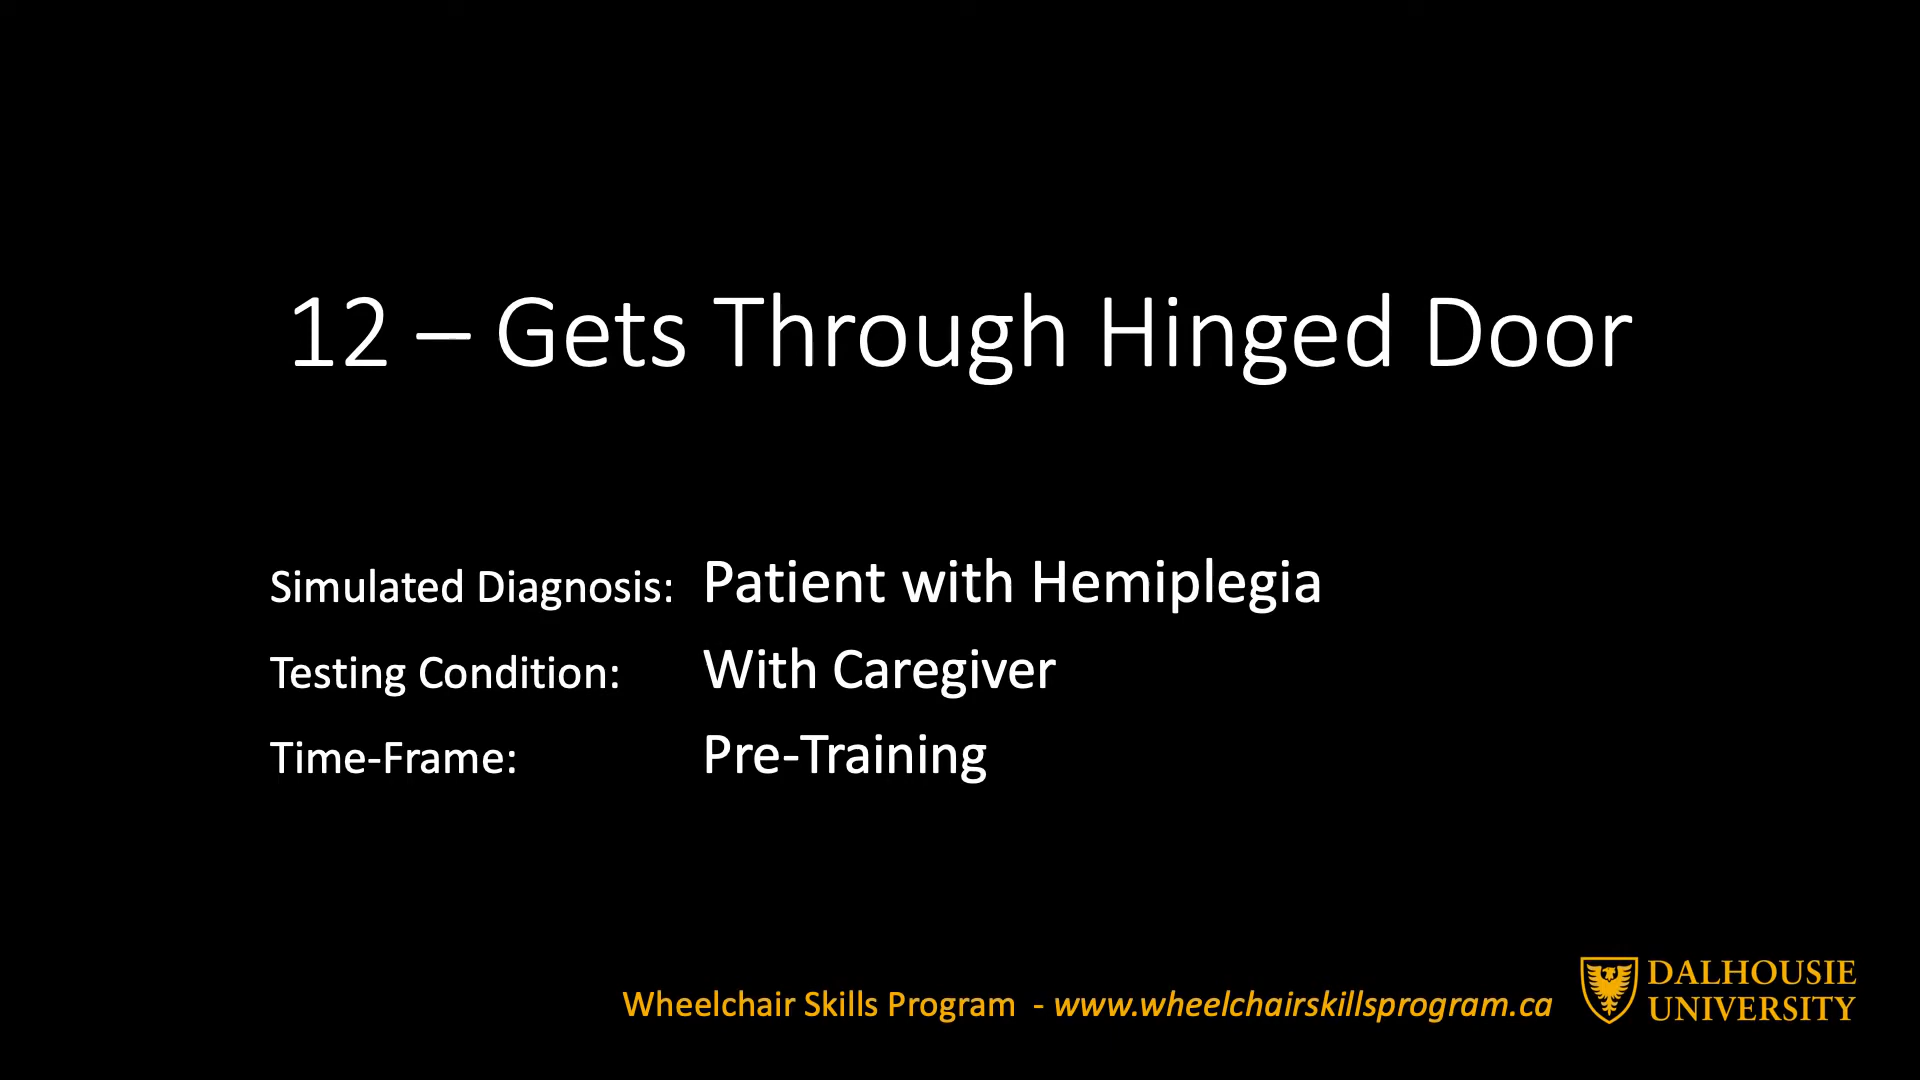 12 – Gets Through Hinged Door
Simulated Diagnosis: Patient with Hemiplegia
Testing Condition: With Caregiver
Time-Frame: Pre-Training
Wheelchair Skills Program - www.wheelchairskillsprogram.ca
DALHOUSIE
UNIVERSITY